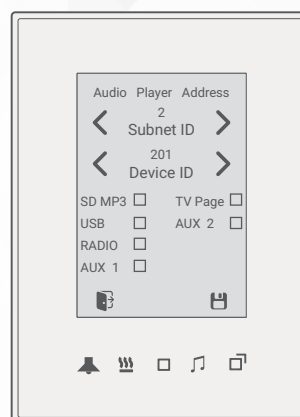 Audio Player Address
2
Subnet ID
201
Device ID
SD MP3 TV Page
USB AUX 2
RADIO
AUX 1